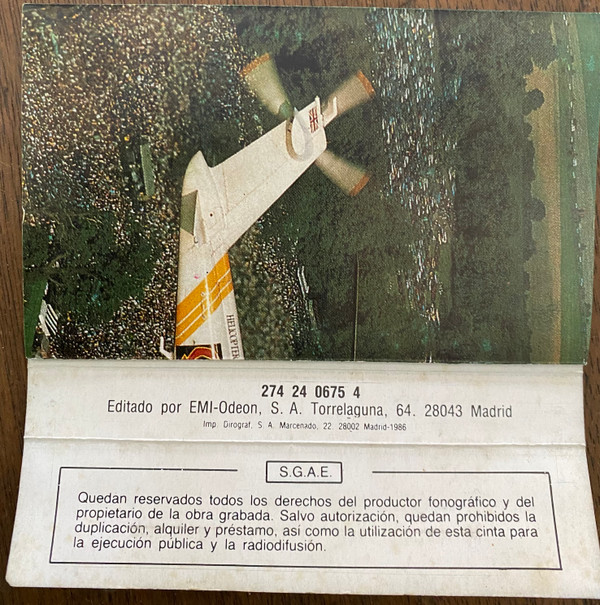 HELICOPTER
274 24 0675 4
Editado por EMI-Odeon, S. A. Torrelaguna, 64. 28043 Madrid
Imp. Dirograf, S. A. Marcenado, 22. 28002 Madrid-1986
S.G.A.E.
Quedan reservados todos los derechos del productor fonográfico y del
propietario de la obra grabada. Salvo autorización, quedan prohibidos la
duplicación, alquiler y préstamo, asi como la utilización de esta cinta para
la ejecución pública y la radiodifusión.